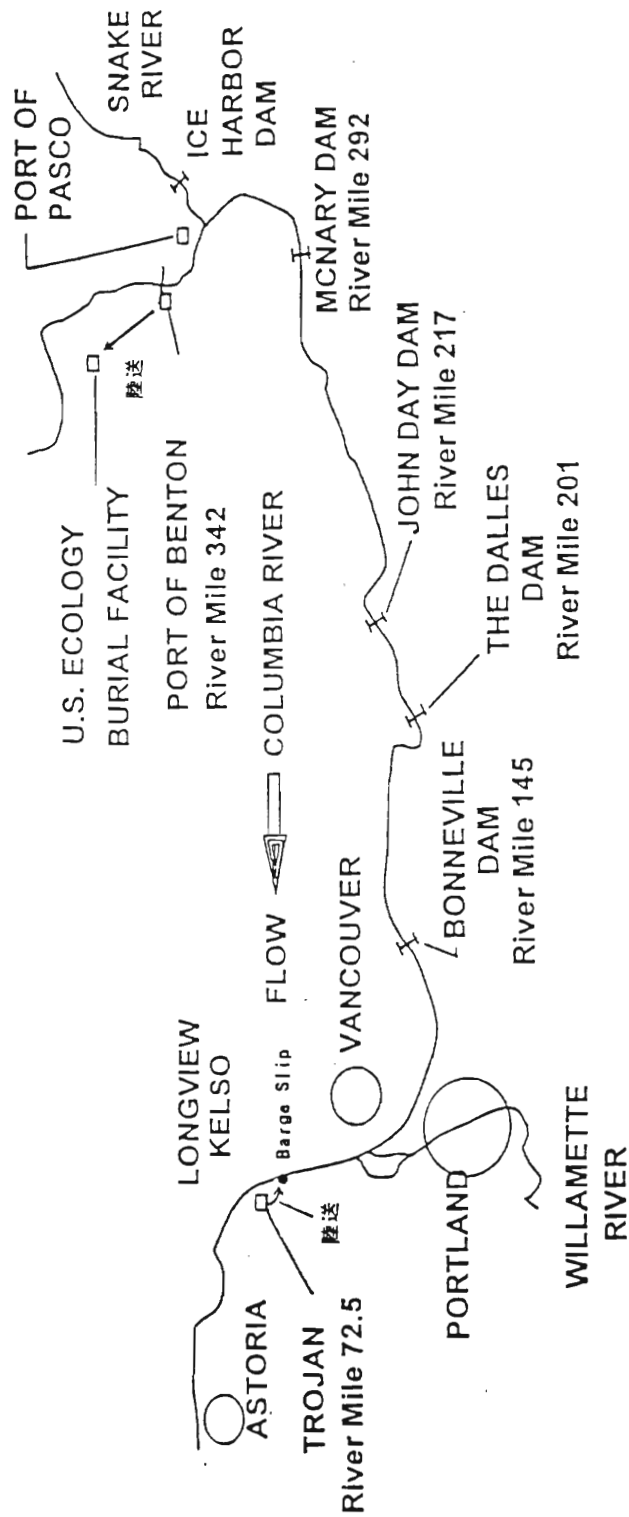 PORT OF
PASCO
SNAKE
RIVER
ICE
HARBOR
DAM
U.S. ECOLOGY
BURIAL FACILITY
陸送
PORT OF BENTON
River Mile 342
MCNARY DAM
River Mile 292
JOHN DAY DAM
River Mile 217
THE DALLES
DAM
River Mile 201
FLOW
COLUMBIA RIVER
BONNEVILLE
DAM
River Mile 145
VANCOUVER
LONGVIEW
KELSO
Barge Slip
陸送
ASTORIA
TROJAN
River Mile 72.5
PORTLAND
WILLAMETTE
RIVER